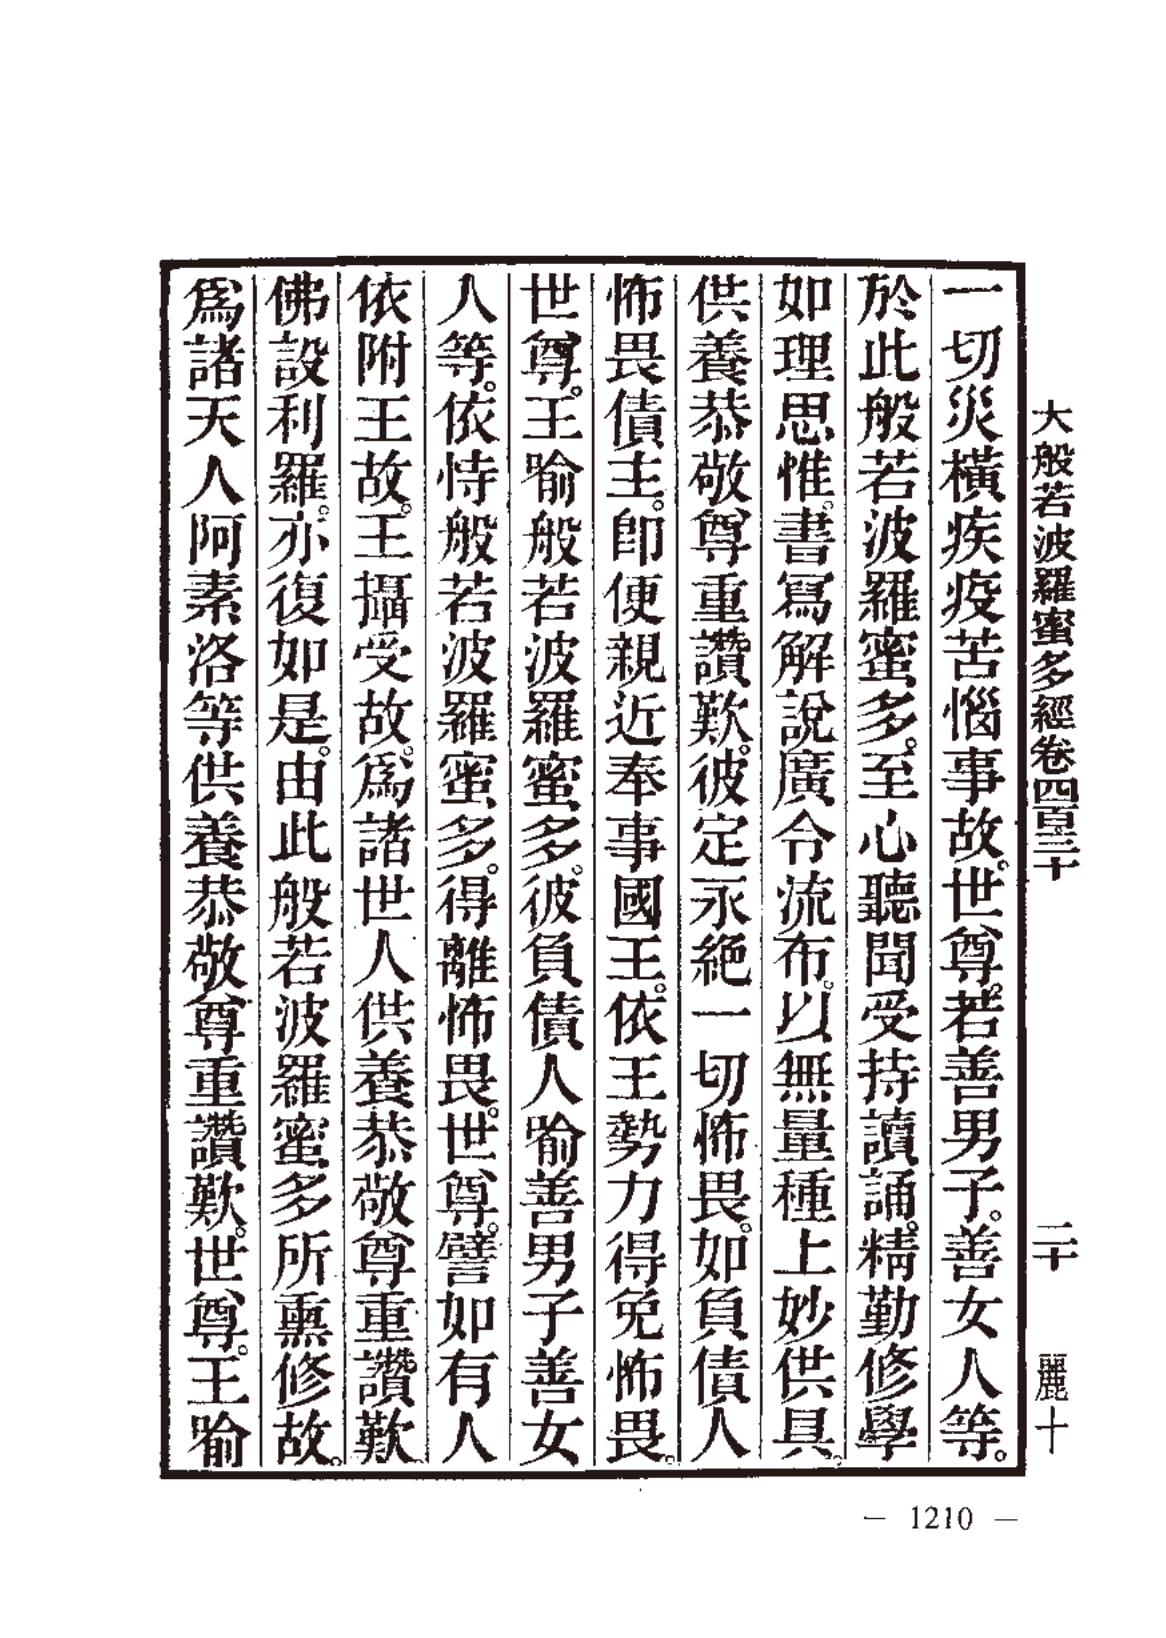 大般若波羅蜜多經卷四百三十 二十 麗十
一切災橫疾疫苦惱事故。世尊。若善男子。善女人等。
於此般若波羅蜜多。至心聽聞受持讀誦。精勤修學
如理思惟。書寫解說廣令流布。以無量種上妙供具。
供養恭敬尊重讚歎。彼定永絕一切怖畏。如負債人
怖畏債主。即便親近奉事國王。依王勢力得免怖畏。
世尊。王喻般若波羅蜜多。彼負債人喻善男子善女
人等。依恃般若波羅蜜多。得離怖畏。世尊。譬如有人
依附王故。王攝受故。爲諸世人供養恭敬尊重讚歎。
佛設利羅。亦復如是。由此般若波羅蜜多所熏修故。
爲諸天人阿素洛等供養恭敬尊重讚歎。世尊。王喻
— 1210 —